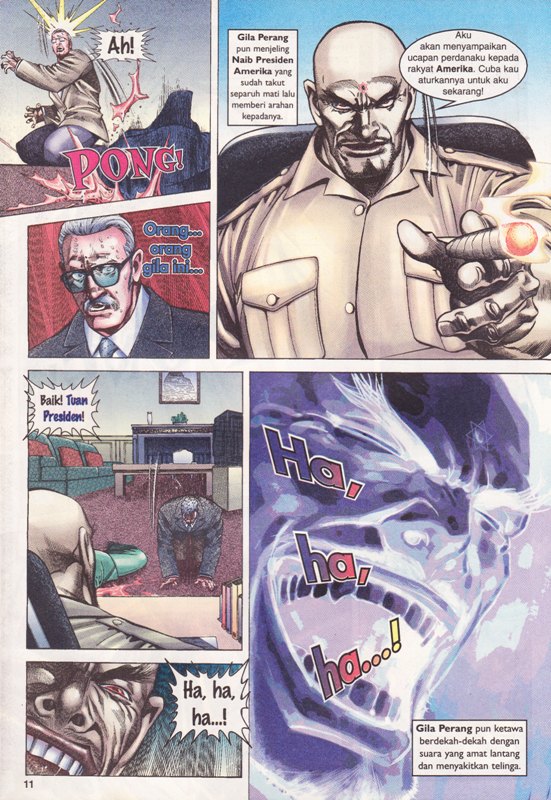 Ah!
PONG!
Gila Perang
pun menjeling
Naib Presiden
Amerika yang
sudah takut
separuh mati lalu
memberi arahan
kepadanya.
Aku
akan menyampaikan
ucapan perdanaku kepada
rakyat Amerika. Cuba kau
aturkannya untuk aku
sekarang!
Orang...
orang
gila ini...
Baik! Tuan
Presiden!
Ha,
ha,
ha...!
Ha, ha,
ha...!
Gila Perang pun ketawa
berdekah-dekah dengan
suara yang amat lantang
dan menyakitkan telinga.
11